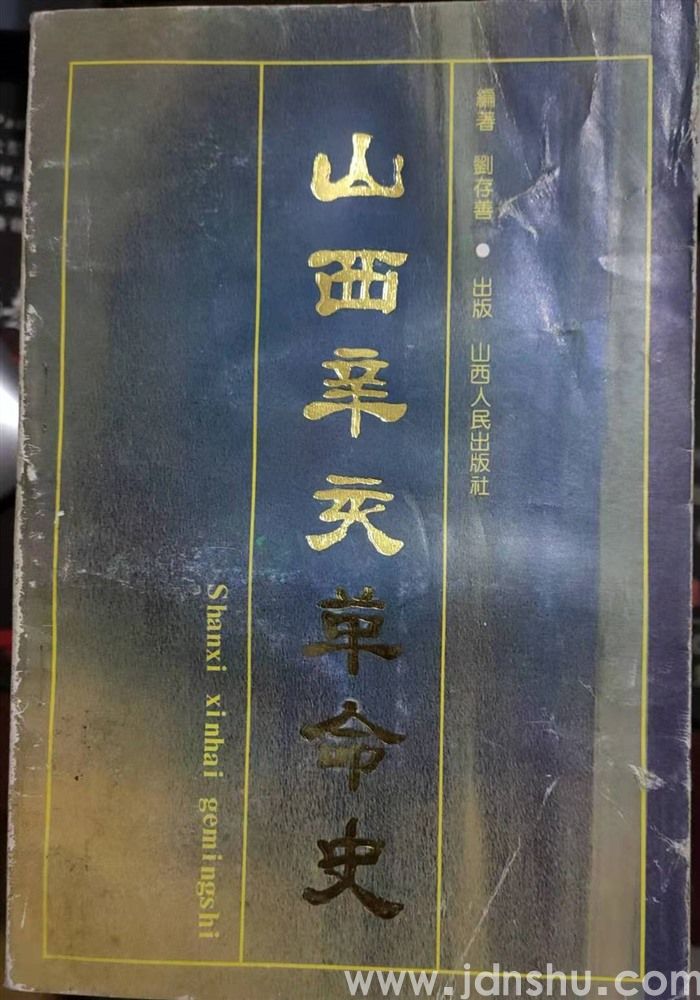 編著 劉存善 • 出版 山西人民出版社
山西辛亥革命史
Shanxi xinhai gemingshi
www.jdnshu.com